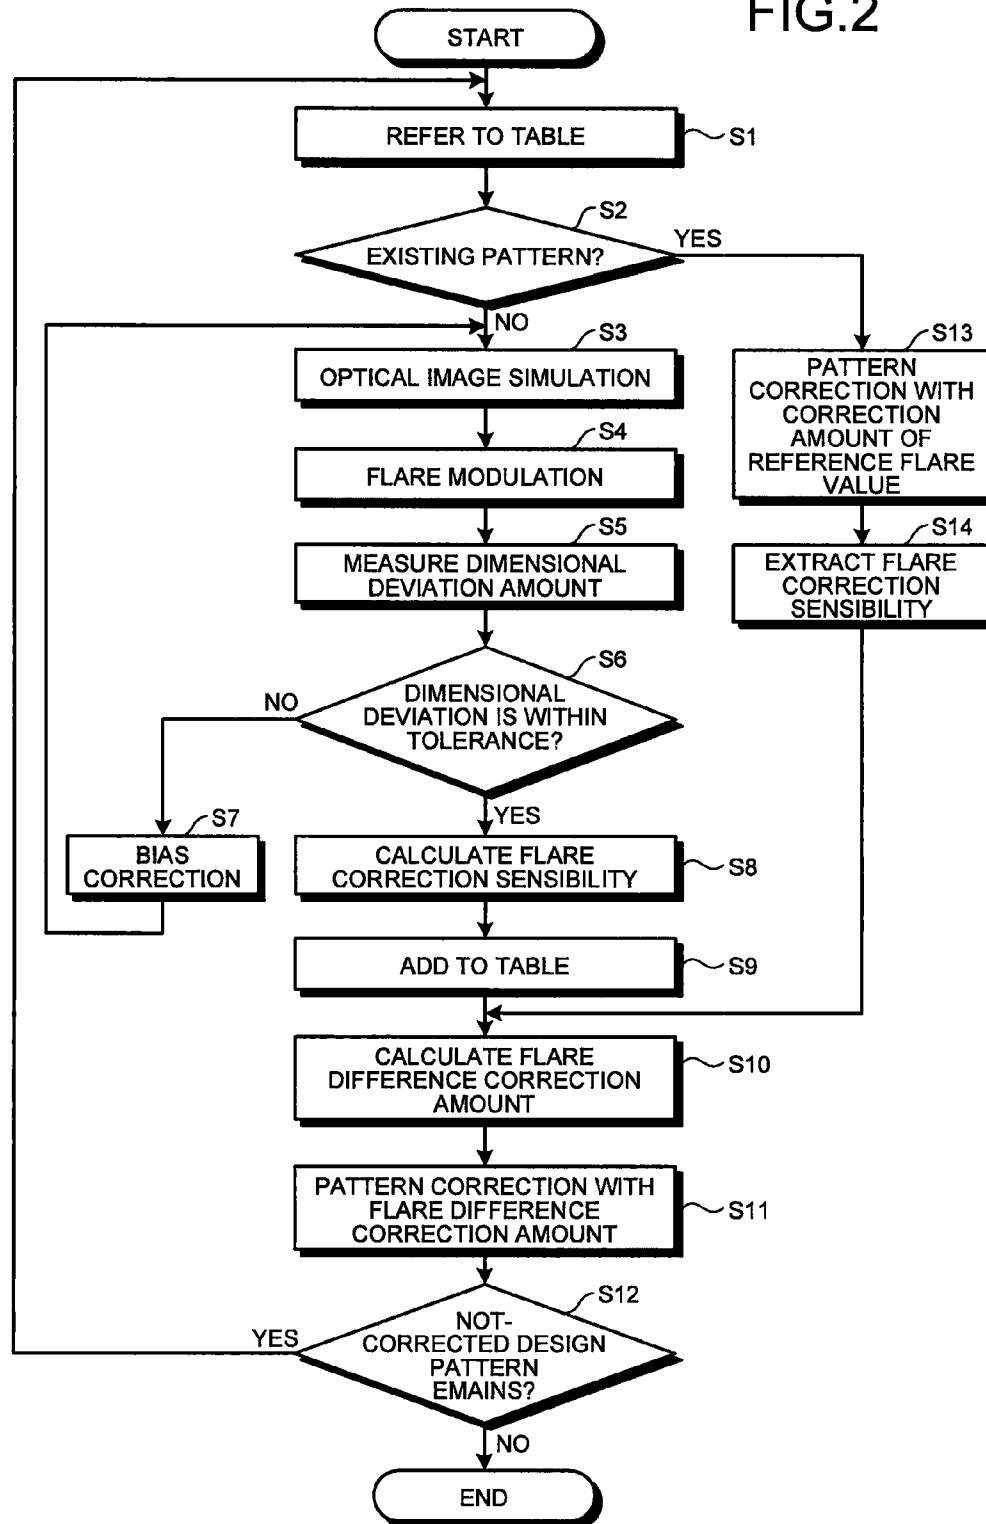 FIG.2
START
REFER TO TABLE
S1
S2
EXISTING PATTERN?
YES
NO
S3
OPTICAL IMAGE SIMULATION
S4
FLARE MODULATION
S5
MEASURE DIMENSIONAL
DEVIATION AMOUNT
S13
PATTERN
CORRECTION WITH
CORRECTION
AMOUNT OF
REFERENCE FLARE
VALUE
S14
EXTRACT FLARE
CORRECTION
SENSIBILITY
S6
DIMENSIONAL
DEVIATION IS WITHIN
TOLERANCE?
NO
YES
S7
BIAS
CORRECTION
CALCULATE FLARE
CORRECTION SENSIBILITY
S8
ADD TO TABLE
S9
CALCULATE FLARE
DIFFERENCE CORRECTION
AMOUNT
S10
PATTERN CORRECTION WITH
FLARE DIFFERENCE
CORRECTION AMOUNT
S11
S12
NOT-
CORRECTED DESIGN
PATTERN
EMAINS?
YES
NO
END